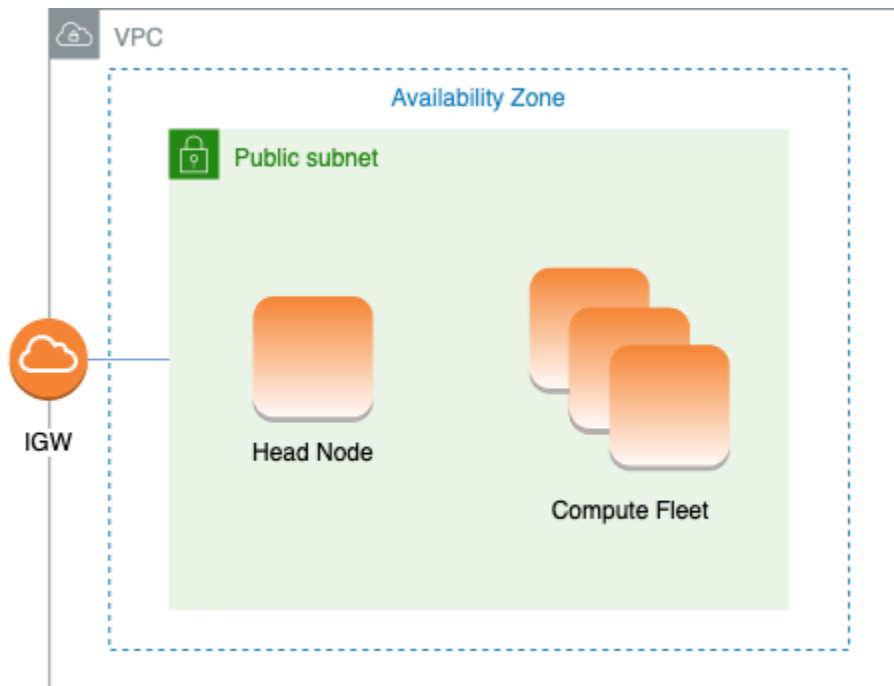 VPC
Availability Zone
Public subnet
IGW
Head Node
Compute Fleet